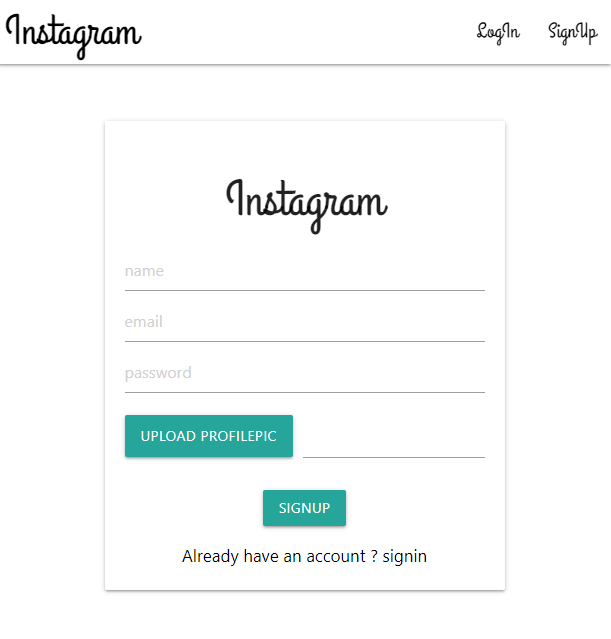 Instagram LogIn SignUp
Instagram
name
email
password
UPLOAD PROFILEPIC
SIGNUP
Already have an account ? signin